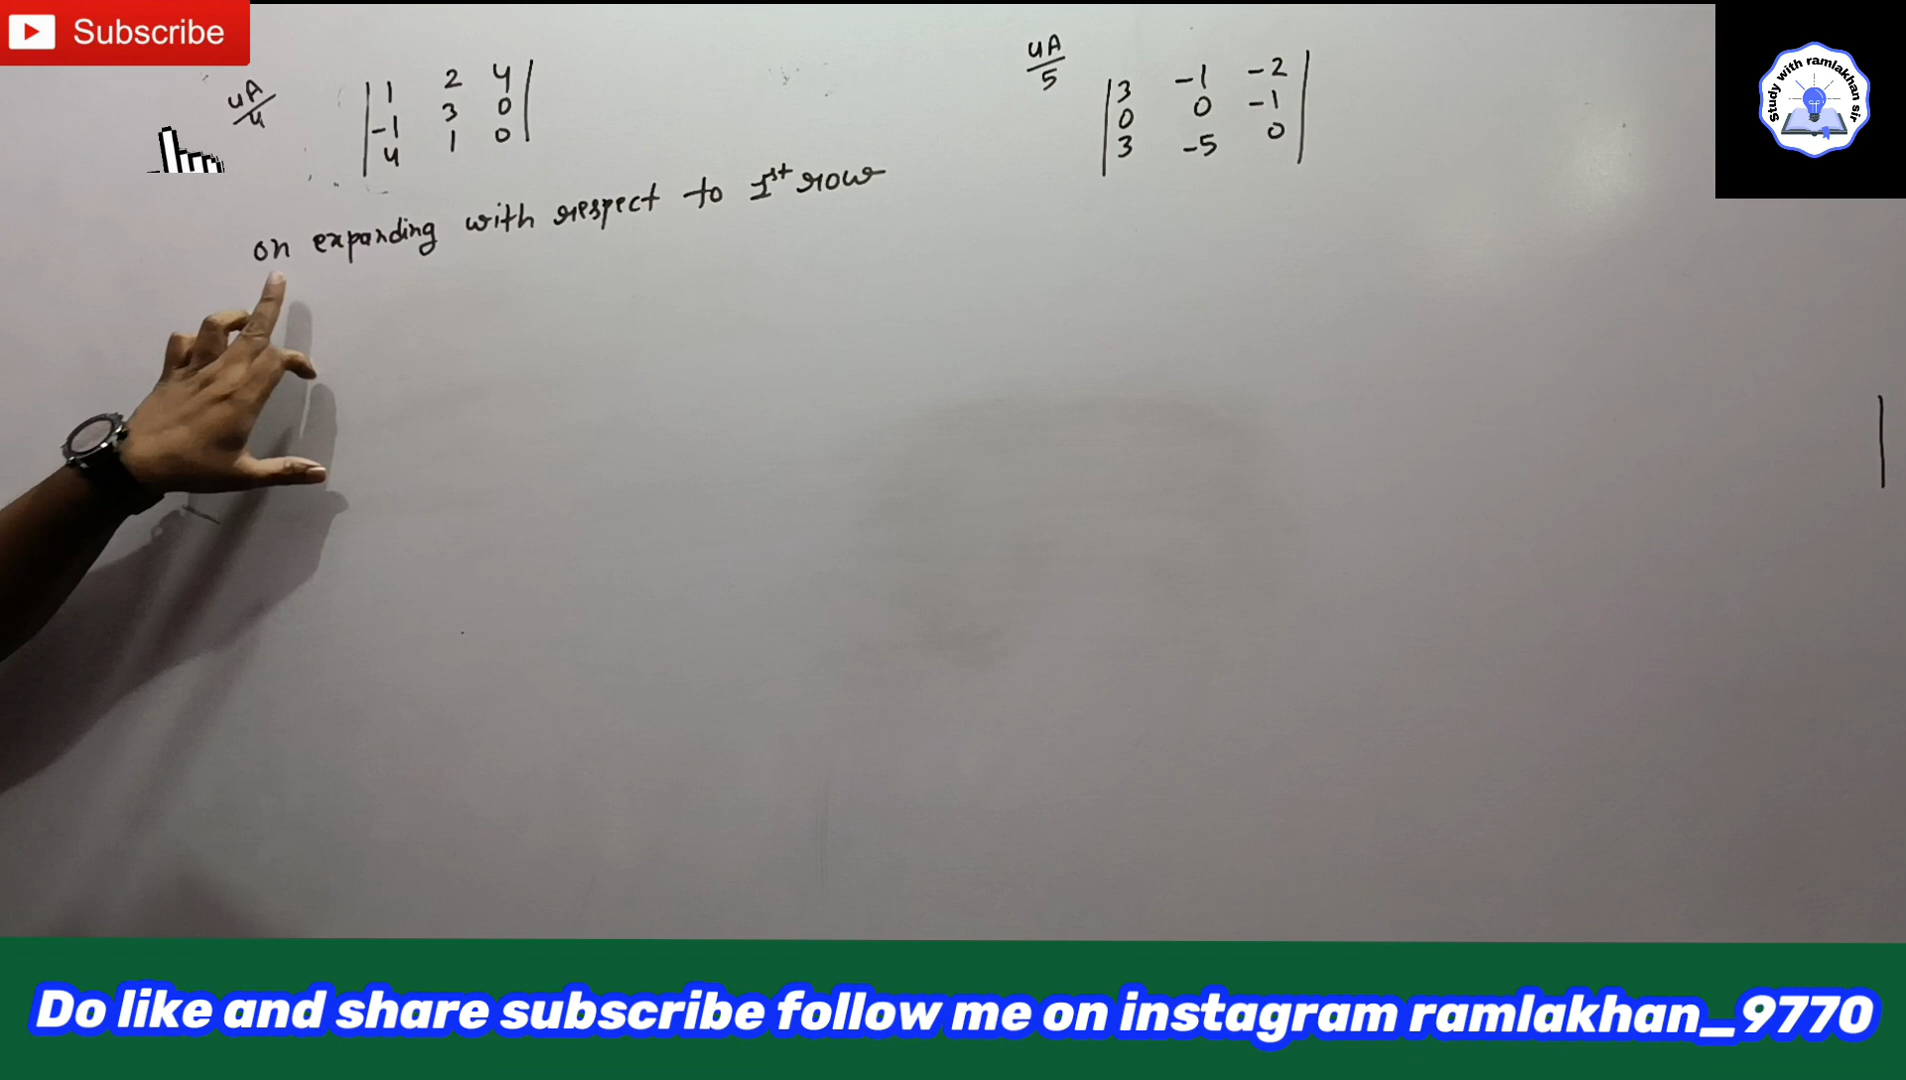 Subscribe
4A/4
1 2 4
-1 3 0
4 1 0
on expanding with respect to 1st row
4A/5
3 -1 -2
0 0 -1
3 -5 0
Study with ramlakhan sir
Do like and share subscribe follow me on instagram ramlakhan_9770